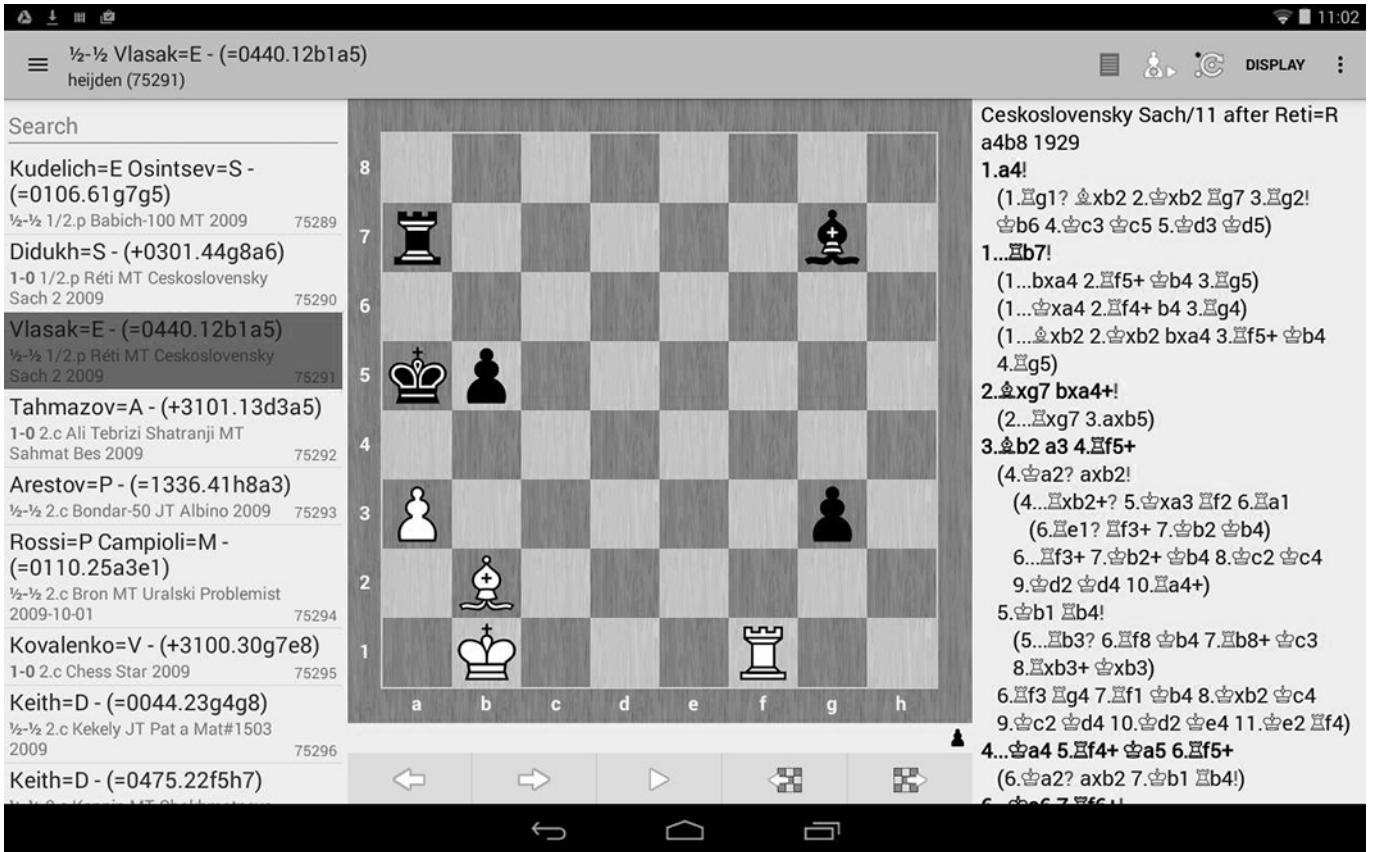 11:02
½-½ Vlasak=E - (=0440.12b1a5)
heijden (75291)
DISPLAY
Search
Kudelich=E Osintsev=S -
(=0106.61g7g5)
½-½ 1/2.p Babich-100 MT 2009 75289
Didukh=S - (+0301.44g8a6)
1-0 1/2.p Réti MT Ceskoslovensky
Sach 2 2009 75290
Vlasak=E - (=0440.12b1a5)
½-½ 1/2.p Réti MT Ceskoslovensky
Sach 2 2009 75291
Tahmazov=A - (+3101.13d3a5)
1-0 2.c Ali Tebrizi Shatranji MT
Sahmat Bes 2009 75292
Arestov=P - (=1336.41h8a3)
½-½ 2.c Bondar-50 JT Albino 2009 75293
Rossi=P Campioli=M -
(=0110.25a3e1)
½-½ 2.c Bron MT Uralski Problemist
2009-10-01 75294
Kovalenko=V - (+3100.30g7e8)
1-0 2.c Chess Star 2009 75295
Keith=D - (=0044.23g4g8)
½-½ 2.c Kekely JT Pat a Mat#1503
2009 75296
Keith=D - (=0475.22f5h7)
8
7
6
5
4
3
2
1
a b c d e f g h
Ceskoslovensky Sach/11 after Reti=R
a4b8 1929
1.a4!
(1.♖g1? ♗xb2 2.♔xb2 ♖g7 3.♖g2!
♔b6 4.♔c3 ♔c5 5.♔d3 ♔d5)
1...♖b7!
(1...bxa4 2.♖f5+ ♔b4 3.♖g5)
(1...♔xa4 2.♖f4+ b4 3.♖g4)
(1...♗xb2 2.♔xb2 bxa4 3.♖f5+ ♔b4
4.♖g5)
2.♗xg7 bxa4+!
(2...♖xg7 3.axb5)
3.♗b2 a3 4.♖f5+
(4.♔a2? axb2!
(4...♖xb2+? 5.♔xa3 ♖f2 6.♖a1
(6.♖e1? ♖f3+ 7.♔b2 ♔b4)
6...♖f3+ 7.♔b2+ ♔b4 8.♔c2 ♔c4
9.♔d2 ♔d4 10.♖a4+)
5.♔b1 ♖b4!
(5...♖b3? 6.♖f8 ♔b4 7.♖b8+ ♔c3
8.♖xb3+ ♔xb3)
6.♖f3 ♖g4 7.♖f1 ♔b4 8.♔xb2 ♔c4
9.♔c2 ♔d4 10.♔d2 ♔e4 11.♔e2 ♖f4)
4...♔a4 5.♖f4+ ♔a5 6.♖f5+
(6.♔a2? axb2 7.♔b1 ♖b4!)